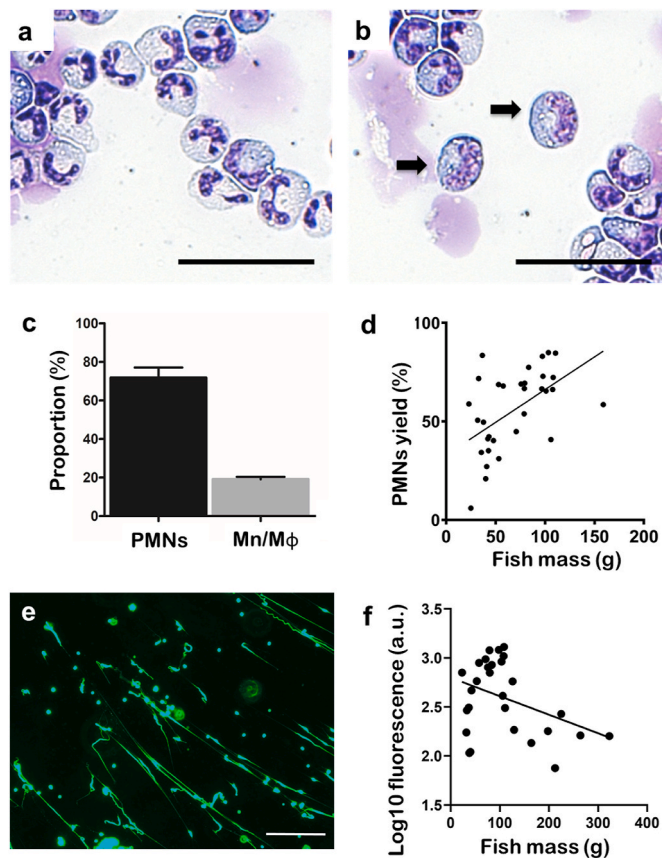 a
b
c
Proportion (%)
100
80
60
40
20
0
PMNs
Mn/Mϕ
d
PMNs yield (%)
100
50
0
0
50
100
150
200
Fish mass (g)
e
f
Log10 fluorescence (a.u.)
3.5
3.0
2.5
2.0
1.5
0
100
200
300
400
Fish mass (g)